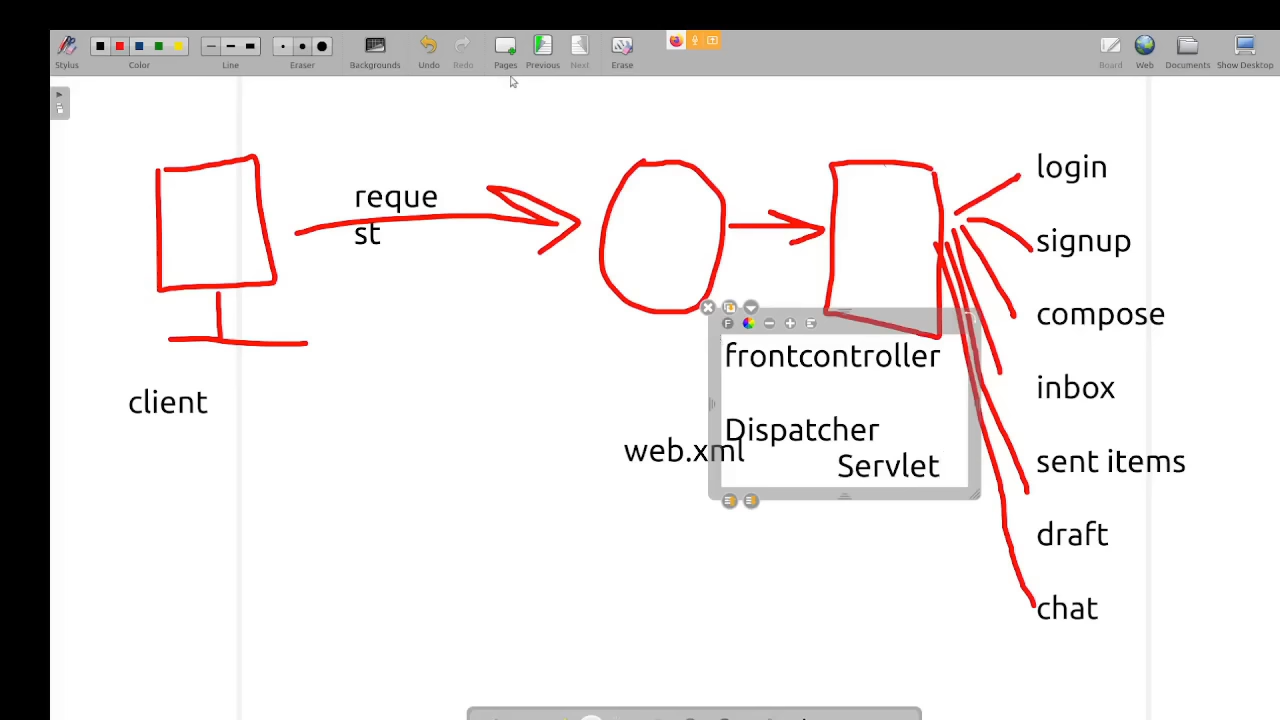 Stylus
Color
Line
Eraser
Backgrounds
Undo
Redo
Pages
Previous
Next
Erase
Board
Web
Documents
Show Desktop
reque
st
client
web.xml
frontcontroller
Dispatcher
Servlet
login
signup
compose
inbox
sent items
draft
chat